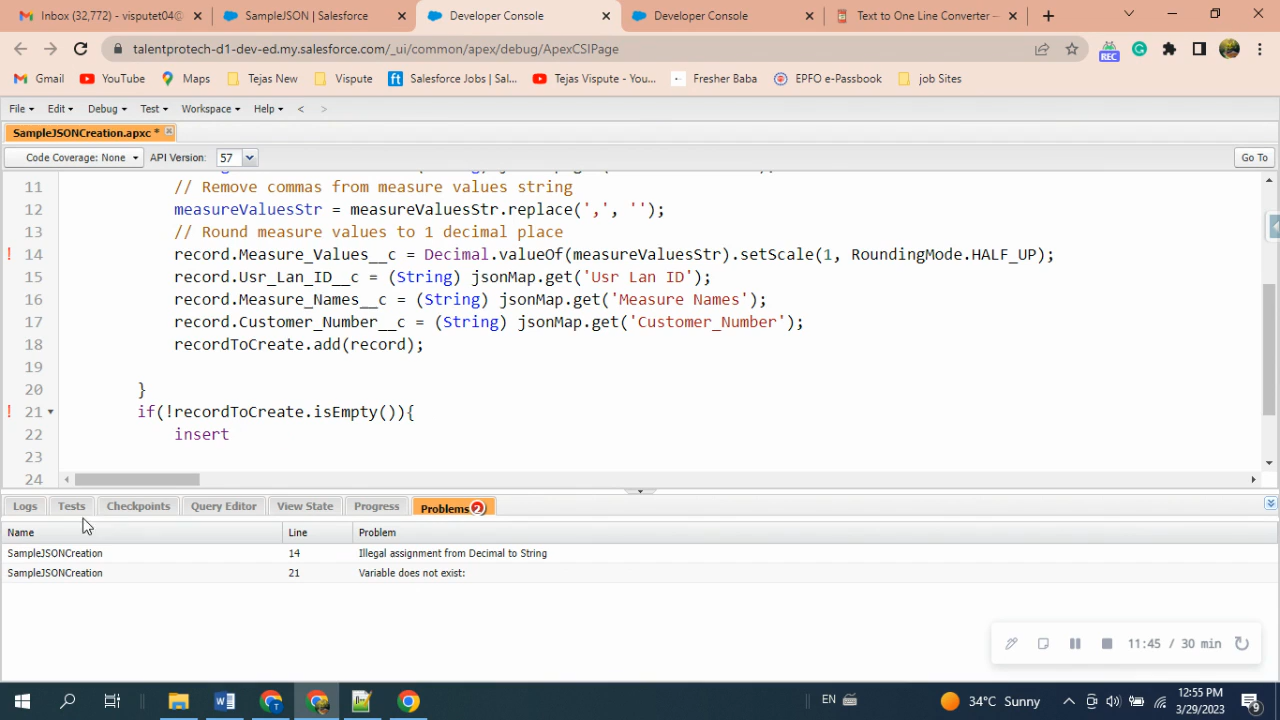 Inbox (32,772) - visputet04@
SampleJSON | Salesforce
Developer Console
Developer Console
Text to One Line Converter –
talentprotech-d1-dev-ed.my.salesforce.com/_ui/common/apex/debug/ApexCSIPage
REC
Gmail
YouTube
Maps
Tejas New
Vispute
Salesforce Jobs | Sal...
Tejas Vispute - You...
Fresher Baba
EPFO e-Passbook
job Sites
File
Edit
Debug
Test
Workspace
Help
<
>
SampleJSONCreation.apxc *
Code Coverage: None
API Version:
57
Go To
11 // Remove commas from measure values string
12 measureValuesStr = measureValuesStr.replace(',', '');
13 // Round measure values to 1 decimal place
! 14 record.Measure_Values__c = Decimal.valueOf(measureValuesStr).setScale(1, RoundingMode.HALF_UP);
15 record.Usr_Lan_ID__c = (String) jsonMap.get('Usr Lan ID');
16 record.Measure_Names__c = (String) jsonMap.get('Measure Names');
17 record.Customer_Number__c = (String) jsonMap.get('Customer_Number');
18 recordToCreate.add(record);
19
20 }
! 21 if(!recordToCreate.isEmpty()){
22 insert
23
24
Logs
Tests
Checkpoints
Query Editor
View State
Progress
Problems 2
Name Line Problem
SampleJSONCreation 14 Illegal assignment from Decimal to String
SampleJSONCreation 21 Variable does not exist:
11:45 / 30 min
34°C Sunny
EN
12:55 PM
3/29/2023
9